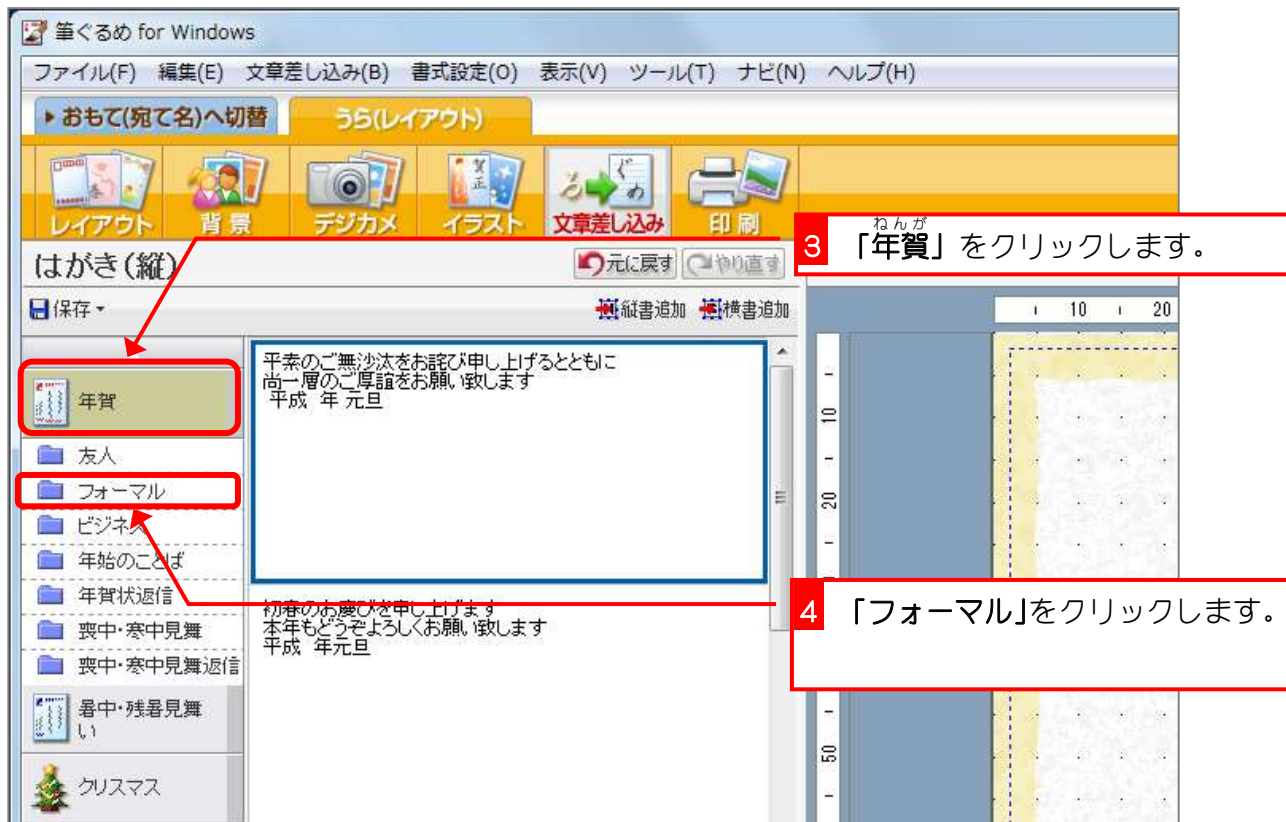 筆ぐるめ for Windows
ファイル(F) 編集(E) 文章差し込み(B) 書式設定(O) 表示(V) ツール(T) ナビ(N) ヘルプ(H)
おもて(宛て名)へ切替 うら(レイアウト)
レイアウト 背景 デジカメ イラスト 文章差し込み 印刷
はがき(縦) 元に戻す やり直す
保存 縦書追加 横書追加
年賀
友人
フォーマル
ビジネス
年始のことば
年賀状返信
喪中・寒中見舞
喪中・寒中見舞返信
暑中・残暑見舞
い
クリスマス
平素のご無沙汰をお詫び申し上げるとともに
尚一層のご厚誼をお願い致します
平成 年 元旦
初春のお慶びを申し上げます
本年もどうぞよろしくお願い致します
平成 年元旦
10 20
10
20
50
ねんが
3 「年賀」をクリックします。
4 「フォーマル」をクリックします。